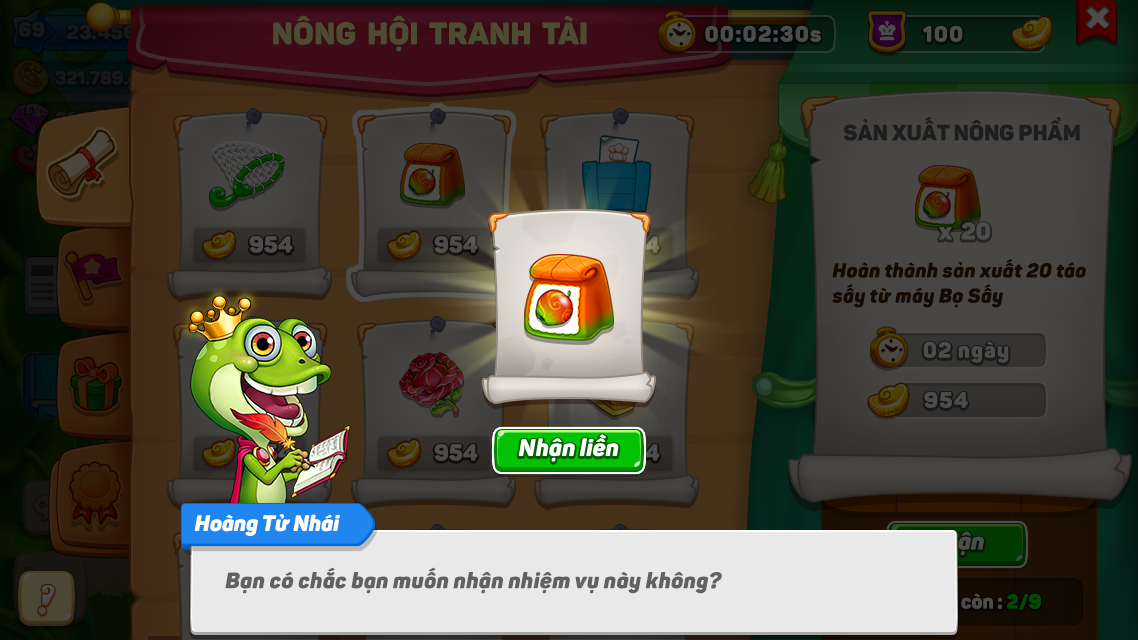 69
23.456
NÔNG HỘI TRANH TÀI
00:02:30s
100
321.789.
SẢN XUẤT NÔNG PHẨM
x 20
954
954
4
Hoàn thành sản xuất 20 táo
sấy từ máy Bọ Sấy
02 ngày
954
954
4
Nhận liền
Hoàng Tử Nhái
ận
Bạn có chắc bạn muốn nhận nhiệm vụ này không?
còn : 2/9
?